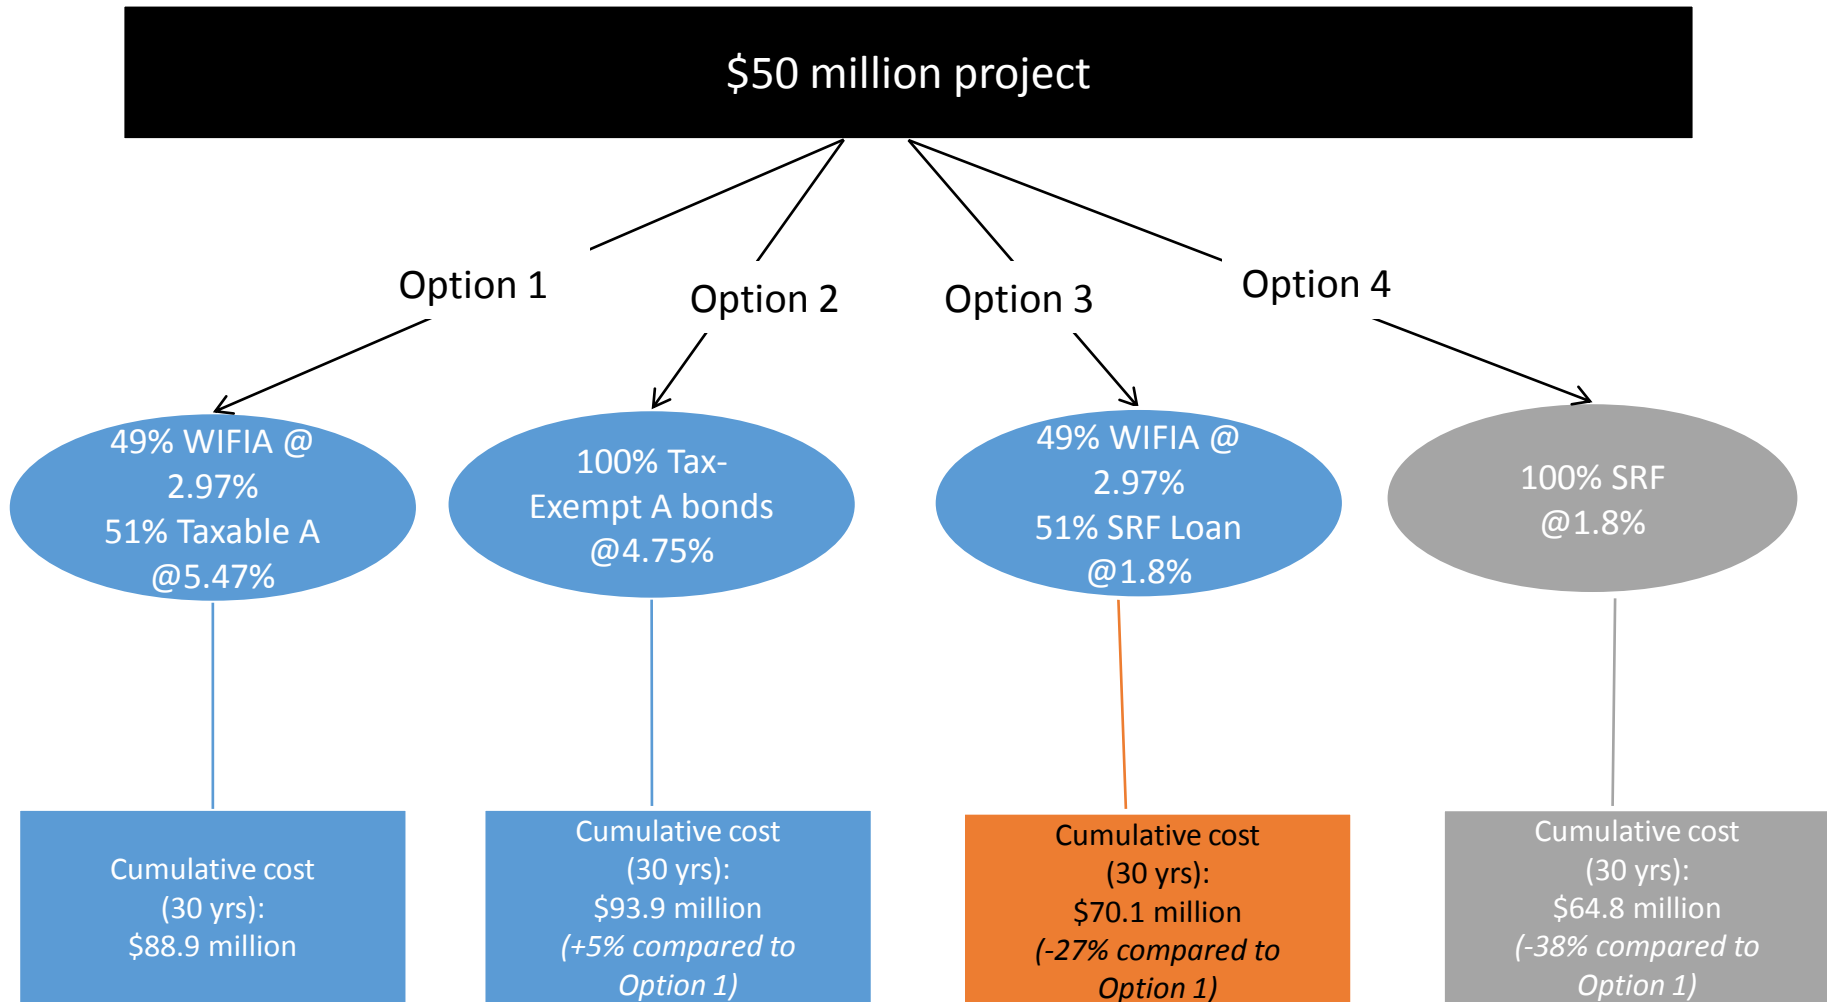 $50 million project
Option 1
Option 2
Option 3
Option 4
49% WIFIA @
2.97%
51% Taxable A
@5.47%
100% Tax-
Exempt A bonds
@4.75%
49% WIFIA @
2.97%
51% SRF Loan
@1.8%
100% SRF
@1.8%
Cumulative cost
(30 yrs):
$88.9 million
Cumulative cost
(30 yrs):
$93.9 million
(+5% compared to
Option 1)
Cumulative cost
(30 yrs):
$70.1 million
(-27% compared to
Option 1)
Cumulative cost
(30 yrs):
$64.8 million
(-38% compared to
Option 1)